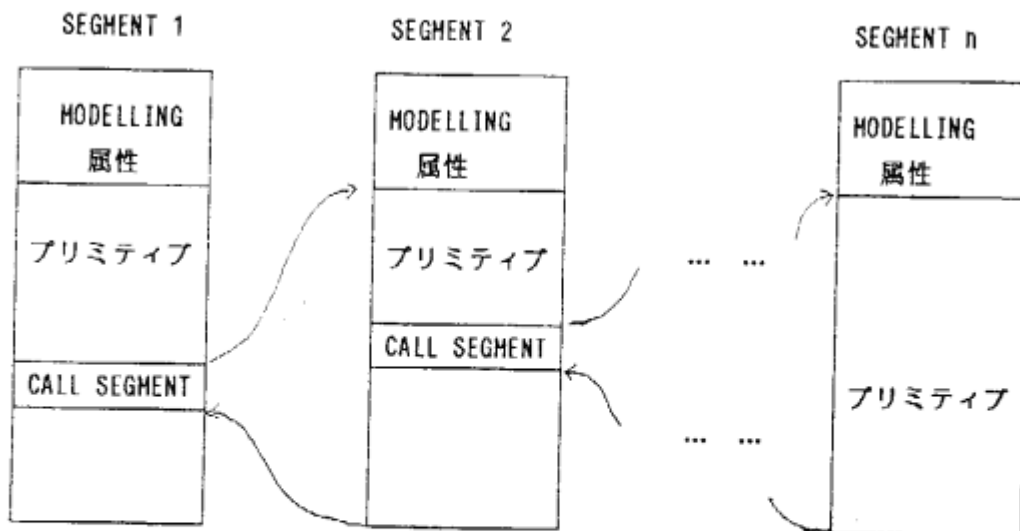 SEGMENT 1
MODELLING
属性
プリミティブ
CALL SEGMENT
SEGMENT 2
MODELLING
属性
プリミティブ
CALL SEGMENT
… …
… …
SEGMENT n
MODELLING
属性
プリミティブ